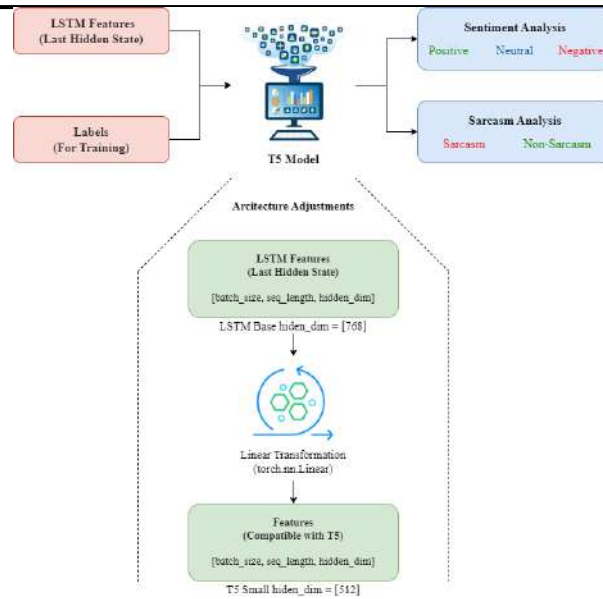 LSTM Features
(Last Hidden State)
Labels
(For Training)
T5 Model
Sentiment Analysis
Positive Neutral Negative
Sarcasm Analysis
Sarcasm Non-Sarcasm
Arcitecture Adjustments
LSTM Features
(Last Hidden State)
[batch_size, seq_length, hidden_dim]
LSTM Base hiden_dim = [768]
Linear Transformation
(torch.nn.Linear)
Features
(Compatible with T5)
[batch_size, seq_length, hidden_dim]
T5 Small hiden_dim = [512]